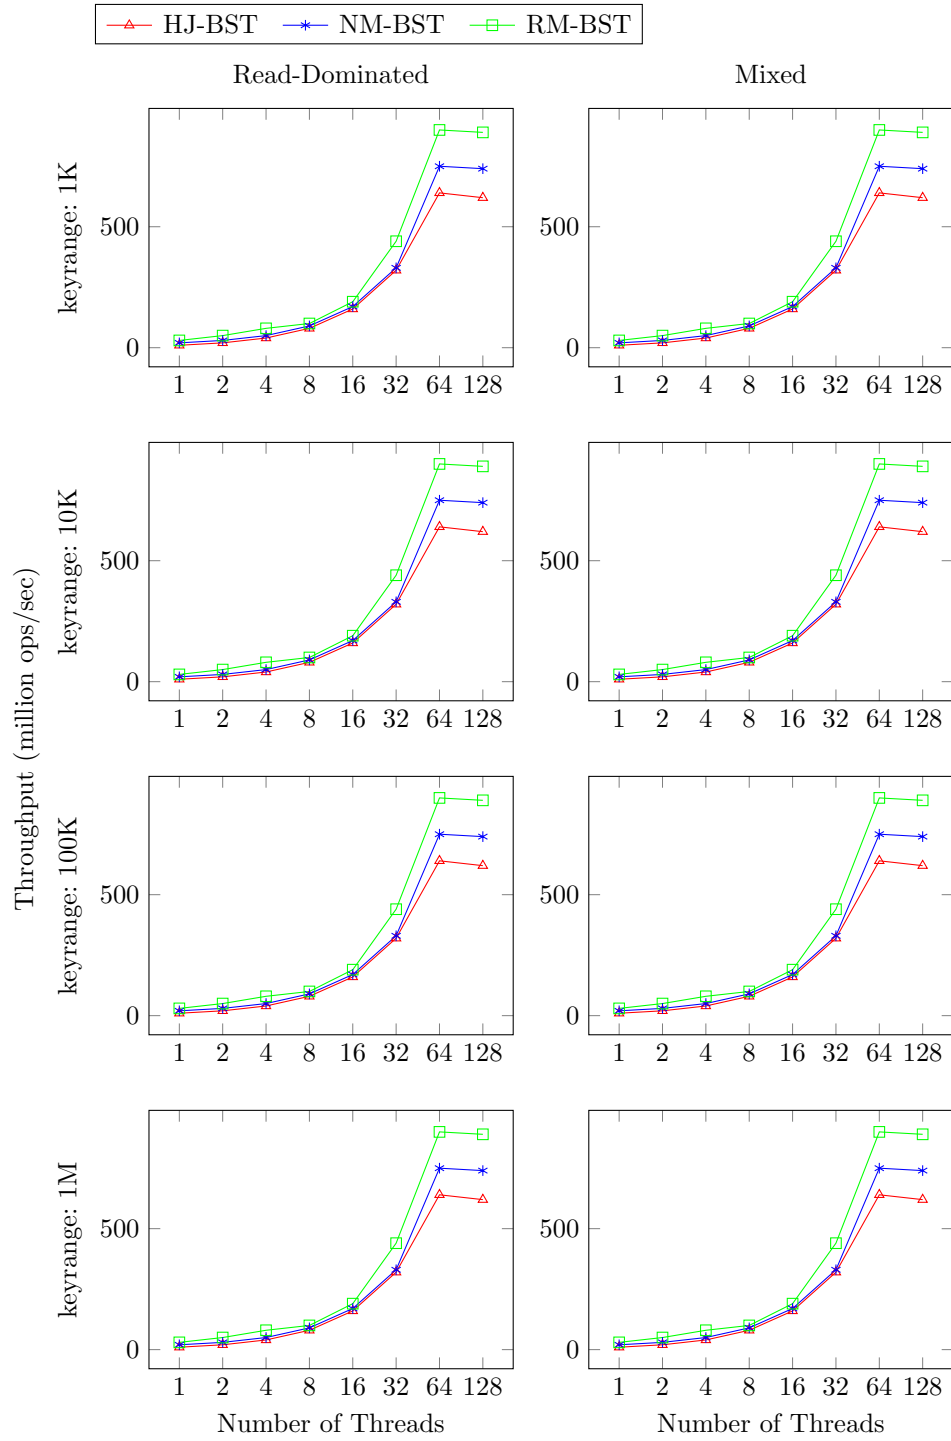 HJ-BST NM-BST RM-BST
Read-Dominated Mixed
Throughput (million ops/sec)
keyrange: 1K
500
0
1 2 4 8 16 32 64 128
500
0
1 2 4 8 16 32 64 128
keyrange: 10K
500
0
1 2 4 8 16 32 64 128
500
0
1 2 4 8 16 32 64 128
keyrange: 100K
500
0
1 2 4 8 16 32 64 128
500
0
1 2 4 8 16 32 64 128
keyrange: 1M
500
0
1 2 4 8 16 32 64 128
Number of Threads
500
0
1 2 4 8 16 32 64 128
Number of Threads